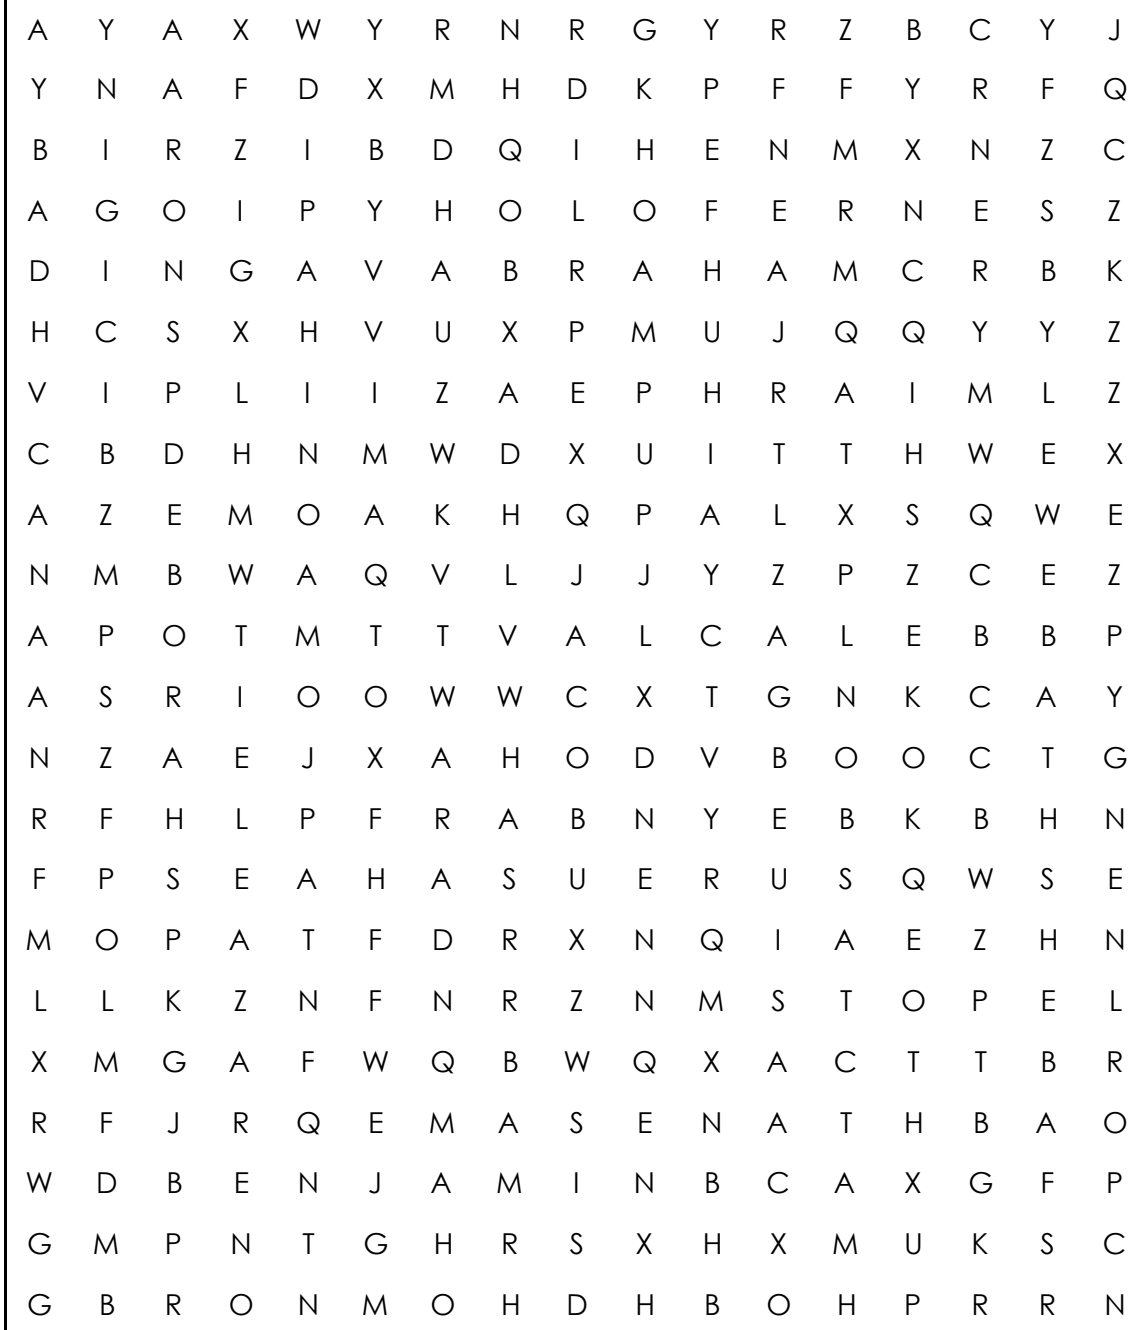 A Y A X W Y R N R G Y R Z B C Y J
Y N A F D X M H D K P F F Y R F Q
B I R Z I B D Q I H E N M X N Z C
A G O I P Y H O L O F E R N E S Z
D I N G A V A B R A H A M C R B K
H C S X H V U X P M U J Q Q Y Y Z
V I P L I I Z A E P H R A I M L Z
C B D H N M W D X U I T T H W E X
A Z E M O A K H Q P A L X S Q W E
N M B W A Q V L J J Y Z P Z C E Z
A P O T M T T V A L C A L E B B P
A S R I O O W W C X T G N K C A Y
N Z A E J X A H O D V B O O C T G
R F H L P F R A B N Y E B K B H N
F P S E A H A S U E R U S Q W S E
M O P A T F D R X N Q I A E Z H N
L L K Z N F N R Z N M S T O P E L
X M G A F W Q B W Q X A C T T B R
R F J R Q E M A S E N A T H B A O
W D B E N J A M I N B C A X G F P
G M P N T G H R S X H X M U K S C
G B R O N M O H D H B O H P R R N